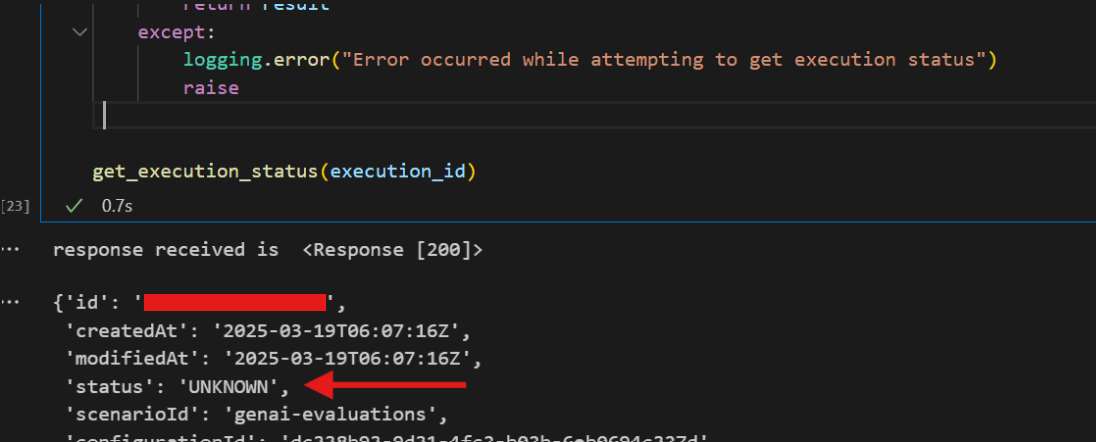 return result
except:
logging.error("Error occurred while attempting to get execution status")
raise
get_execution_status(execution_id)
[23] 0.7s
... response received is <Response [200]>
... {'id': '                ',
'createdAt': '2025-03-19T06:07:16Z',
'modifiedAt': '2025-03-19T06:07:16Z',
'status': 'UNKNOWN',
'scenarioId': 'genai-evaluations',